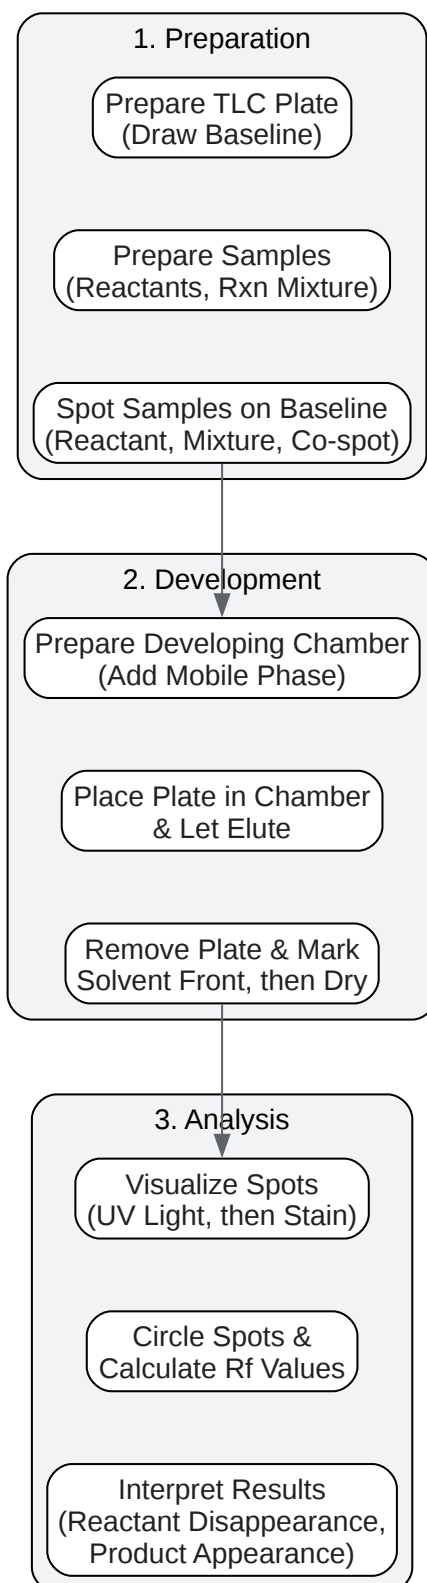 1. Preparation
Prepare TLC Plate
(Draw Baseline)
Prepare Samples
(Reactants, Rxn Mixture)
Spot Samples on Baseline
(Reactant, Mixture, Co-spot)
2. Development
Prepare Developing Chamber
(Add Mobile Phase)
Place Plate in Chamber
& Let Elute
Remove Plate & Mark
Solvent Front, then Dry
3. Analysis
Visualize Spots
(UV Light, then Stain)
Circle Spots &
Calculate Rf Values
Interpret Results
(Reactant Disappearance,
Product Appearance)